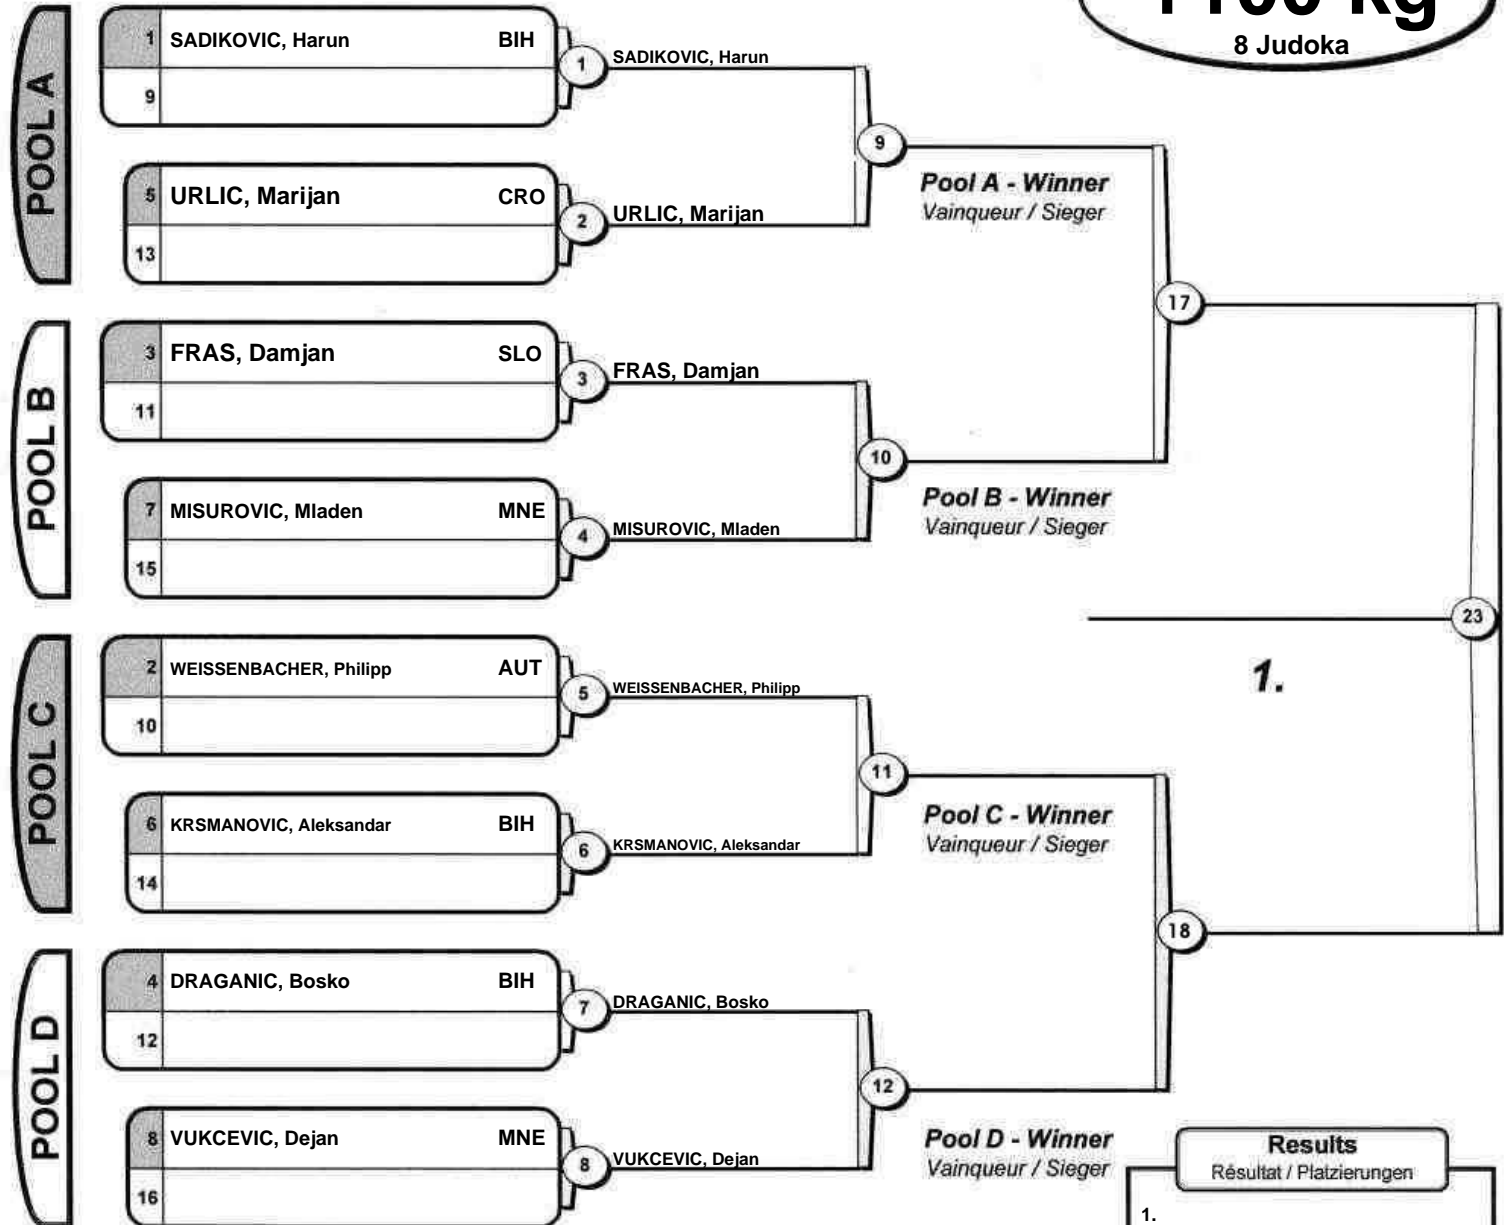 1100 kg
8 Judoka
POOL A
1 SADIKOVIC, Harun BIH
9
1 SADIKOVIC, Harun
5 URLIC, Marijan CRO
13
2 URLIC, Marijan
9
Pool A - Winner
Vainqueur / Sieger
POOL B
3 FRAS, Damjan SLO
11
3 FRAS, Damjan
7 MISUROVIC, Mladen MNE
15
4 MISUROVIC, Mladen
10
Pool B - Winner
Vainqueur / Sieger
17
POOL C
2 WEISSENBACHER, Philipp AUT
10
5 WEISSENBACHER, Philipp
6 KRSMANOVIC, Aleksandar BIH
14
6 KRSMANOVIC, Aleksandar
11
Pool C - Winner
Vainqueur / Sieger
23
1.
POOL D
4 DRAGANIC, Bosko BIH
12
7 DRAGANIC, Bosko
8 VUKCEVIC, Dejan MNE
16
8 VUKCEVIC, Dejan
12
Pool D - Winner
Vainqueur / Sieger
18
Results
Résultat / Platzierungen
1.